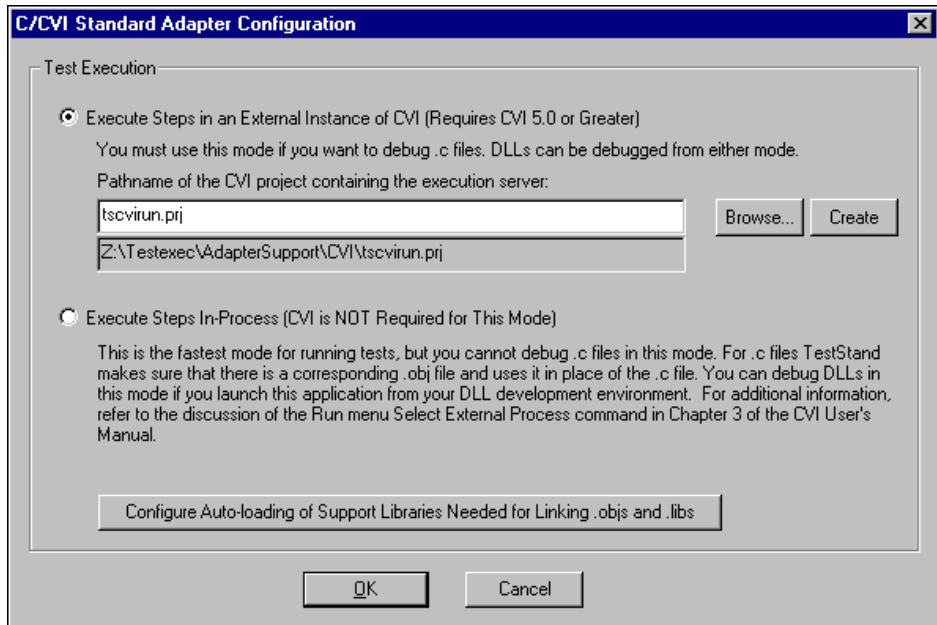 C/CVI Standard Adapter Configuration
Test Execution
Execute Steps in an External Instance of CVI (Requires CVI 5.0 or Greater)
You must use this mode if you want to debug .c files. DLLs can be debugged from either mode.
Pathname of the CVI project containing the execution server:
tscvirun.prj
Browse... Create
Z:\Testexec\AdapterSupport\CVI\tscvirun.prj
Execute Steps In-Process (CVI is NOT Required for This Mode)
This is the fastest mode for running tests, but you cannot debug .c files in this mode. For .c files TestStand
makes sure that there is a corresponding .obj file and uses it in place of the .c file. You can debug DLLs in
this mode if you launch this application from your DLL development environment.  For additional information,
refer to the discussion of the Run menu Select External Process command in Chapter 3 of the CVI User's
Manual.
Configure Auto-loading of Support Libraries Needed for Linking .objs and .libs
OK Cancel